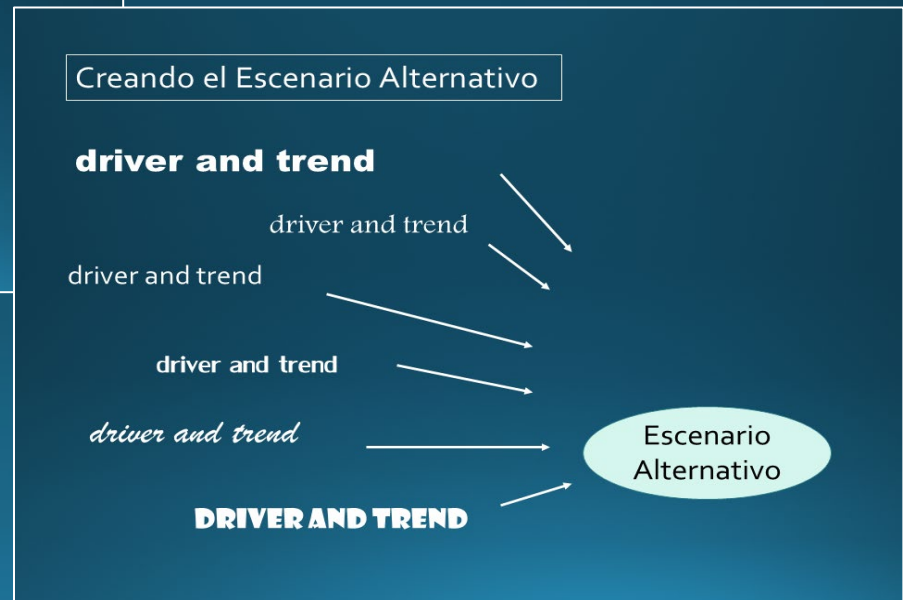 Creando el Escenario Alternativo
driver and trend
driver and trend
driver and trend
driver and trend
driver and trend
DRIVER AND TREND
Escenario
Alternativo